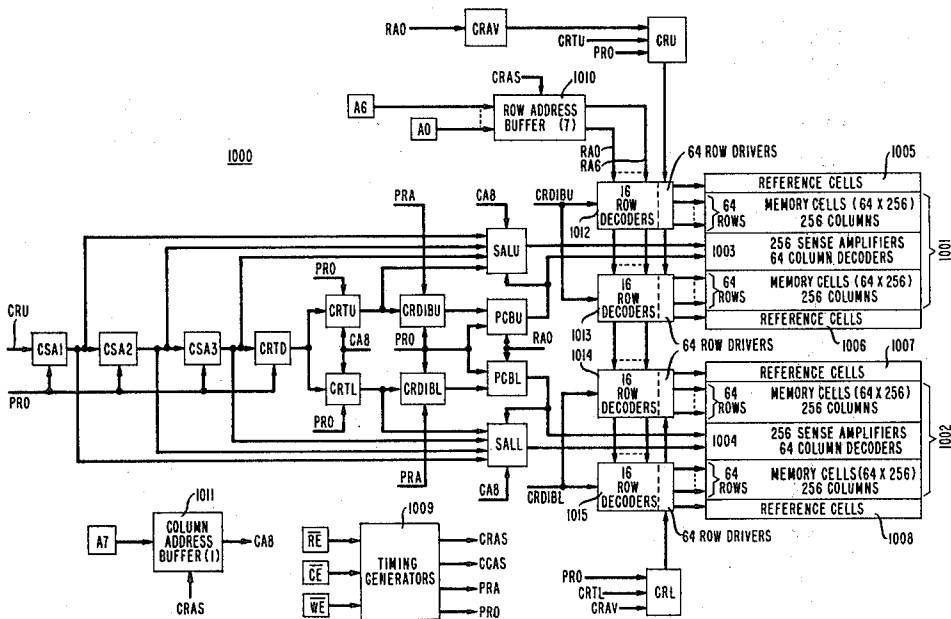 RAO
CRAV
CRTU
PRO
CRU
CRAS
1010
A6
A0
ROW ADDRESS
BUFFER (7)
1000
RAO
RA6
64 ROW DRIVERS
1005
REFERENCE CELLS
PRA
CA8
CRDIBU
16
ROW
DECODERS
1012
64
ROWS
MEMORY CELLS (64 X 256)
256 COLUMNS
1001
SALU
1003
256 SENSE AMPLIFIERS
64 COLUMN DECODERS
PRO
CRTU
CRDIBU
PCBU
16
ROW
DECODERS
1013
64
ROWS
MEMORY CELLS (64 X 256)
256 COLUMNS
REFERENCE CELLS
1006
CRU
CSA1
CSA2
CSA3
CRTD
CA8
PRO
RAO
1014
64 ROW DRIVERS
1007
PRO
CRTL
CRDIBL
PCBL
16
ROW
DECODERS
REFERENCE CELLS
64
ROWS
MEMORY CELLS (64 X 256)
256 COLUMNS
1002
PRO
PRA
SALL
1004
256 SENSE AMPLIFIERS
64 COLUMN DECODERS
CA8
CRDIBL
16
ROW
DECODERS
1015
64
ROWS
MEMORY CELLS (64 X 256)
256 COLUMNS
REFERENCE CELLS
64 ROW DRIVERS
1008
1011
A7
COLUMN
ADDRESS
BUFFER (1)
CA8
CRAS
1009
RE
CE
WE
TIMING
GENERATORS
CRAS
CCAS
PRA
PRO
PRO
CRTL
CRAV
CRL